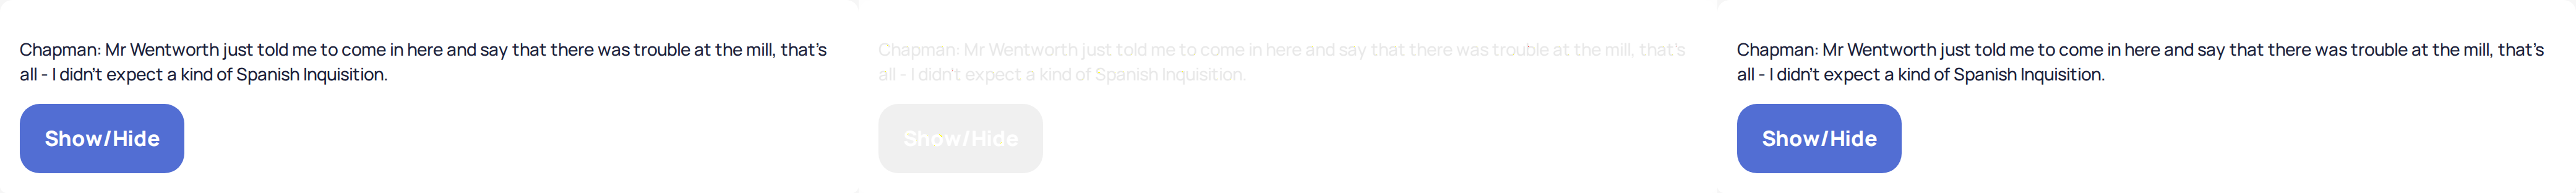 Chapman: Mr Wentworth just told me to come in here and say that there was trouble at the mill, that's
all - I didn't expect a kind of Spanish Inquisition.
Show/Hide
Chapman: Mr Wentworth just told me to come in here and say that there was trouble at the mill, that's
all - I didn't expect a kind of Spanish Inquisition.
Show/Hide
Chapman: Mr Wentworth just told me to come in here and say that there was trouble at the mill, that's
all - I didn't expect a kind of Spanish Inquisition.
Show/Hide